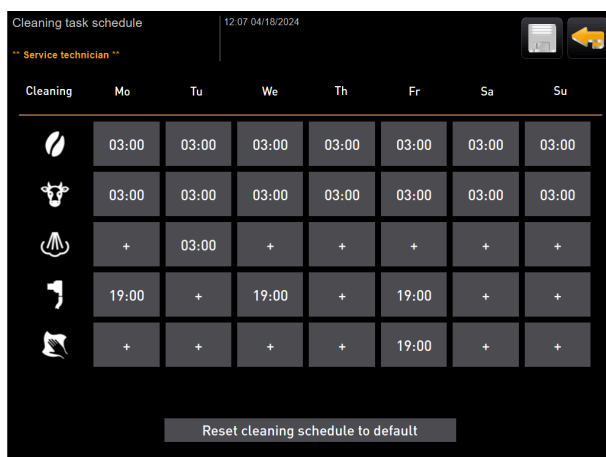 Cleaning task schedule 12:07 04/18/2024
** Service technician **
Cleaning Mo Tu We Th Fr Sa Su
03:00 03:00 03:00 03:00 03:00 03:00 03:00
03:00 03:00 03:00 03:00 03:00 03:00 03:00
+ 03:00 + + + + +
19:00 + 19:00 + 19:00 + +
+ + + + 19:00 + +
Reset cleaning schedule to default